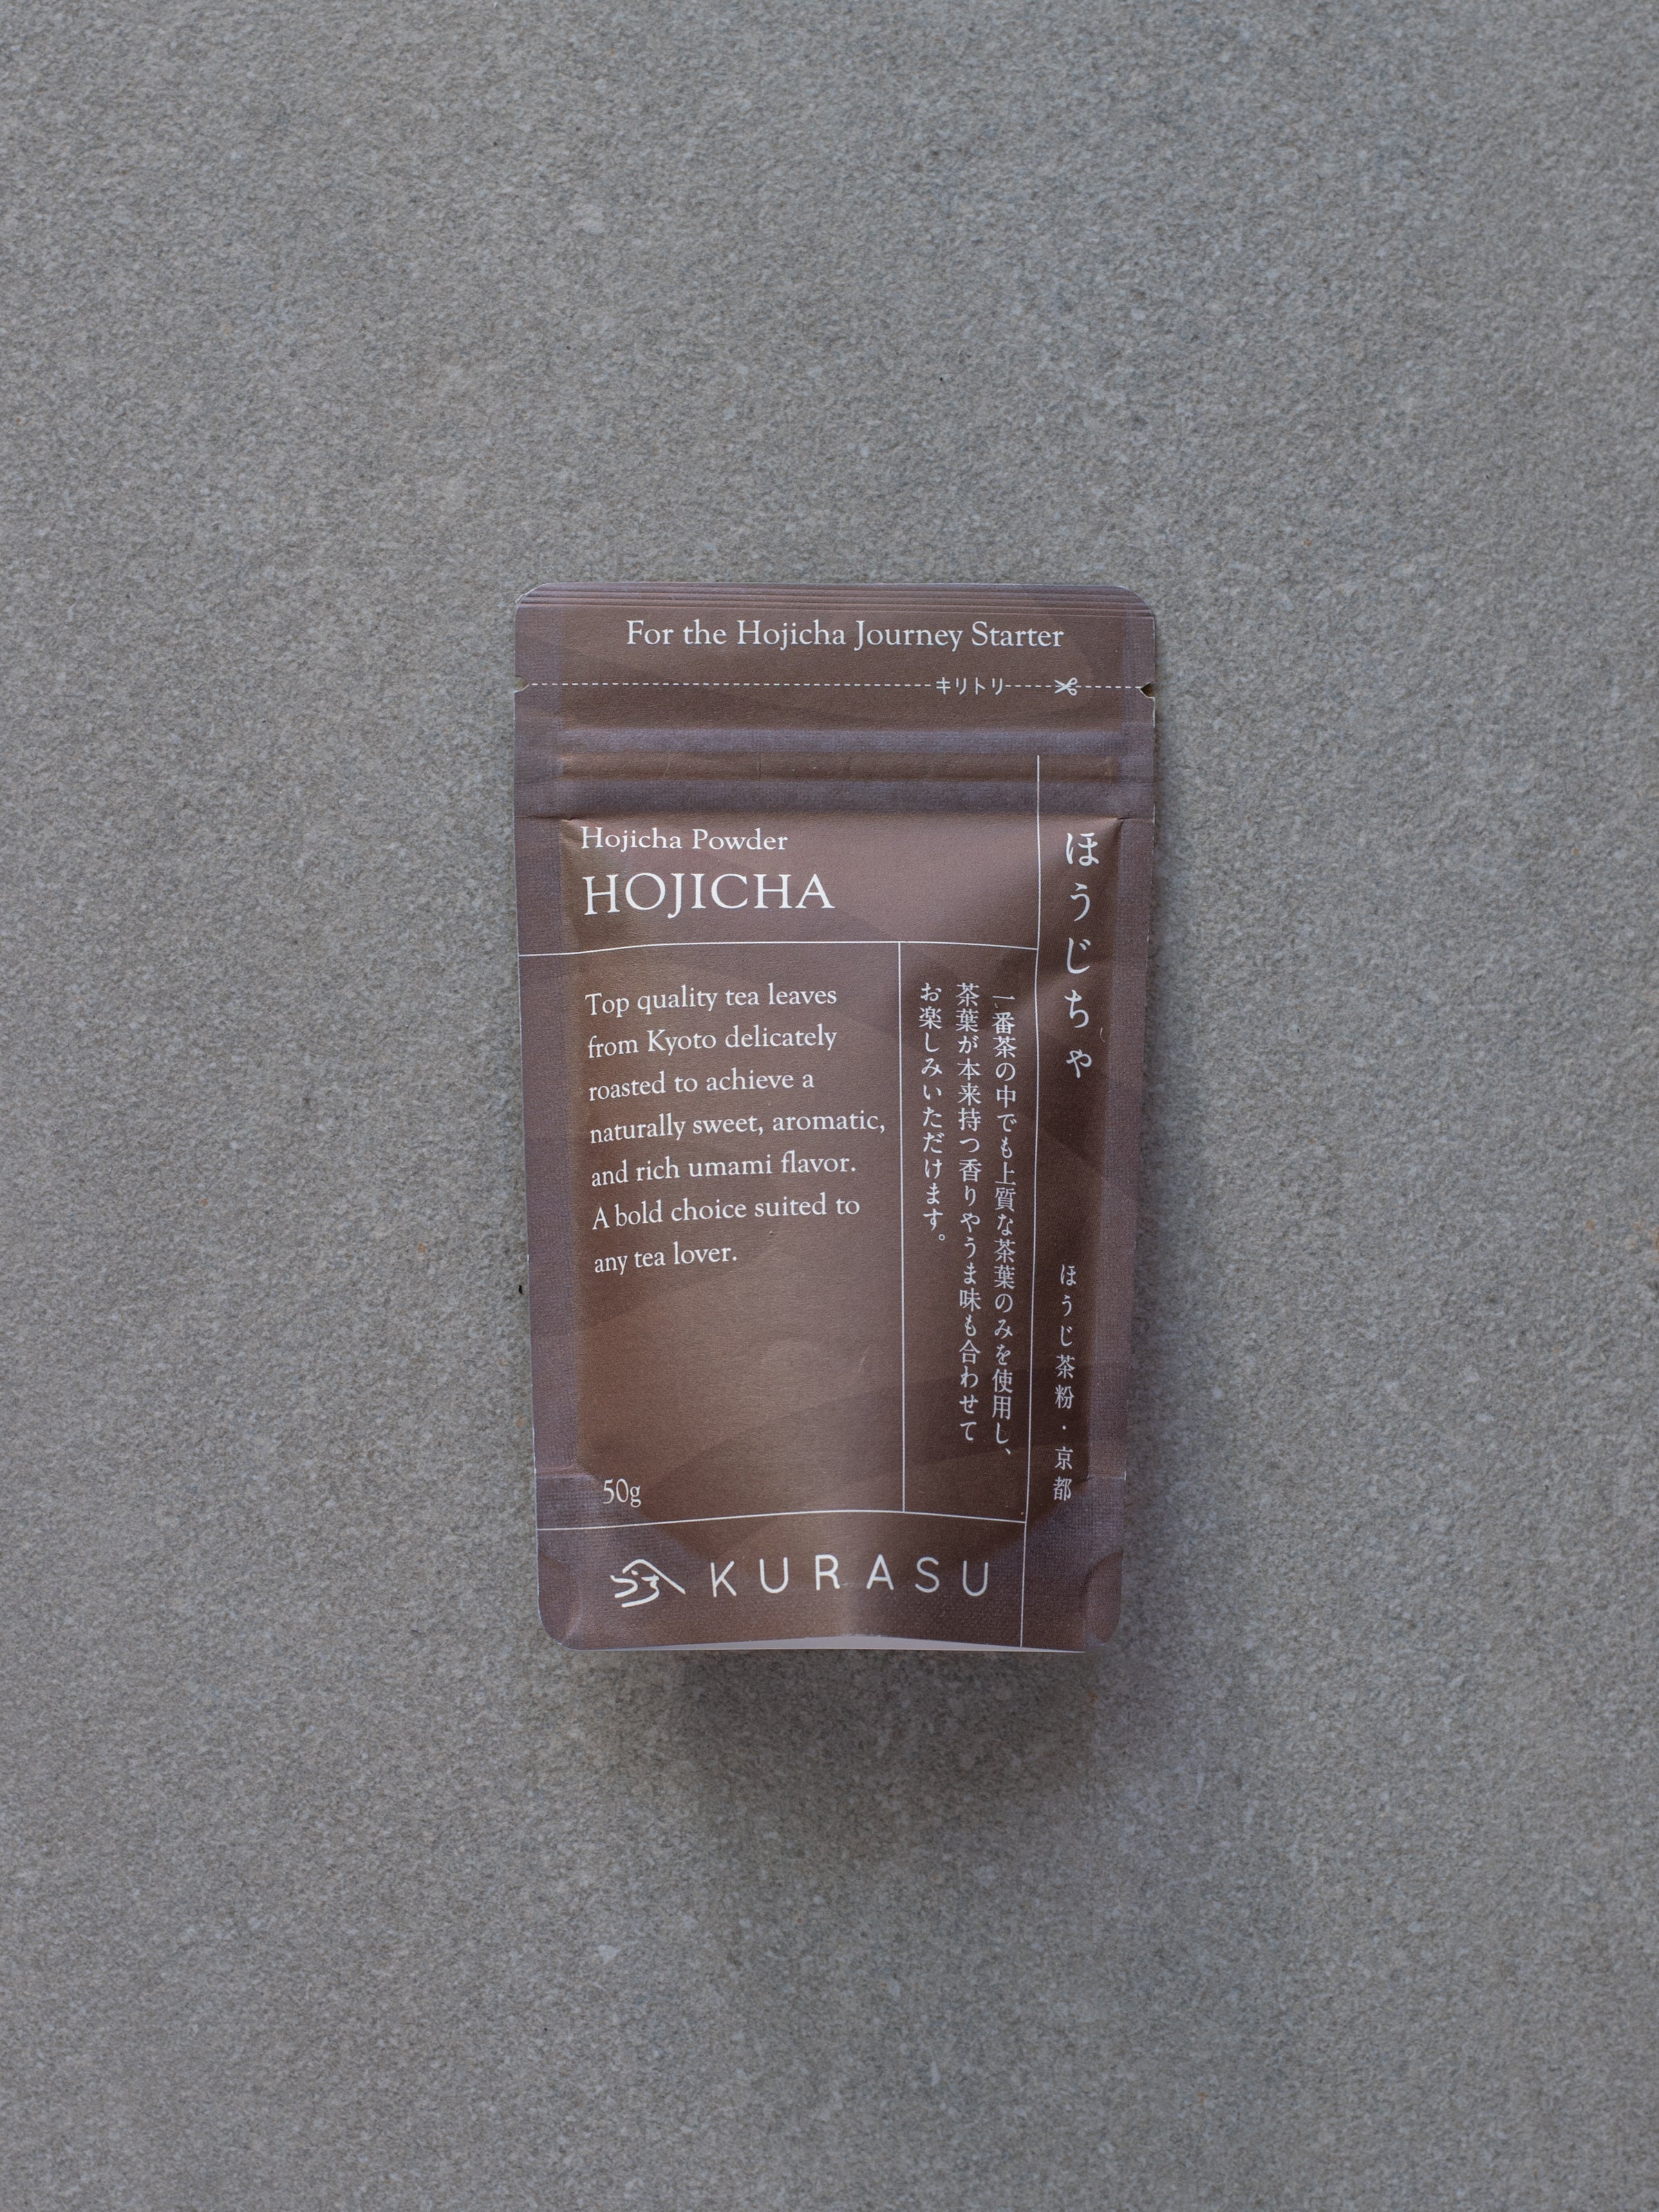 For the Hojicha Journey Starter
キリトリ
Hojicha Powder
HOJICHA
Top quality tea leaves
from Kyoto delicately
roasted to achieve a
naturally sweet, aromatic,
and rich umami flavor.
A bold choice suited to
any tea lover.
50g
ほうじちゃ
ほうじ茶粉・京都
一番茶の中でも上質な茶葉のみを使用し、
茶葉が本来持つ香りやうま味も合わせて
お楽しみいただけます。
KURASU